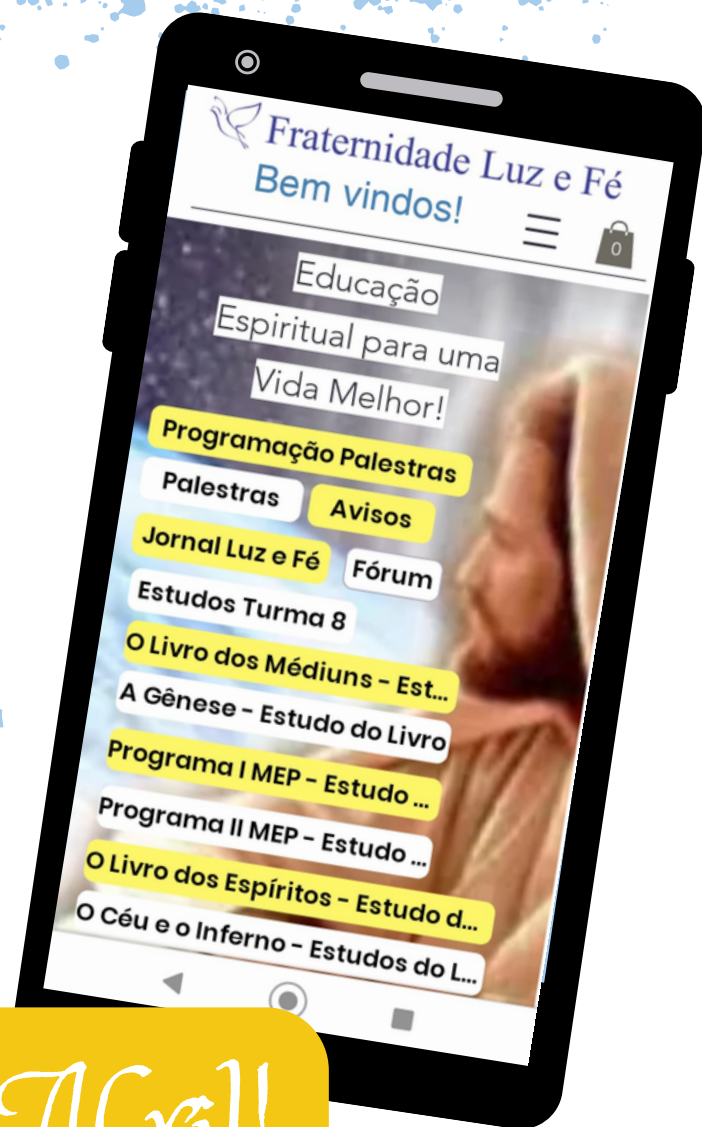 Fraternidade Luz e Fé
Bem vindos!
0
Educação
Espiritual para uma
Vida Melhor!
Programação Palestras
Palestras
Avisos
Jornal Luz e Fé
Fórum
Estudos Turma 8
O Livro dos Médiuns - Est...
A Gênese - Estudo do Livro
Programa I MEP - Estudo ...
Programa II MEP - Estudo ...
O Livro dos Espíritos - Estudo d...
O Céu e o Inferno - Estudos do L...